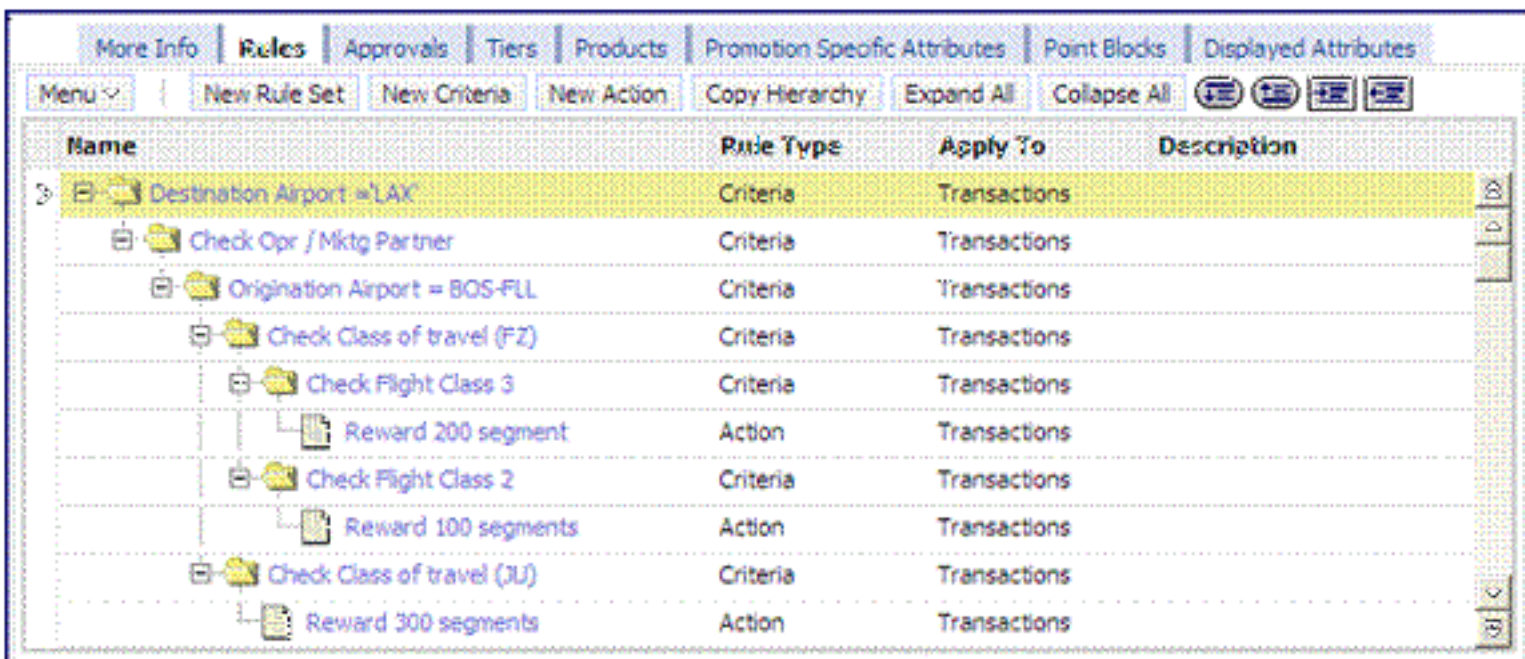 More Info Rules Approvals Tiers Products Promotion Specific Attributes Point Blocks Displayed Attributes
Menu New Rule Set New Criteria New Action Copy Hierarchy Expand All Collapse All
Name Rule Type Apply To Description
Destination Airport ='LAX' Criteria Transactions
Check Opr / Mktg Partner Criteria Transactions
Origination Airport = BOS-FLL Criteria Transactions
Check Class of travel (FZ) Criteria Transactions
Check Flight Class 3 Criteria Transactions
Reward 200 segment Action Transactions
Check Flight Class 2 Criteria Transactions
Reward 100 segments Action Transactions
Check Class of travel (JU) Criteria Transactions
Reward 300 segments Action Transactions